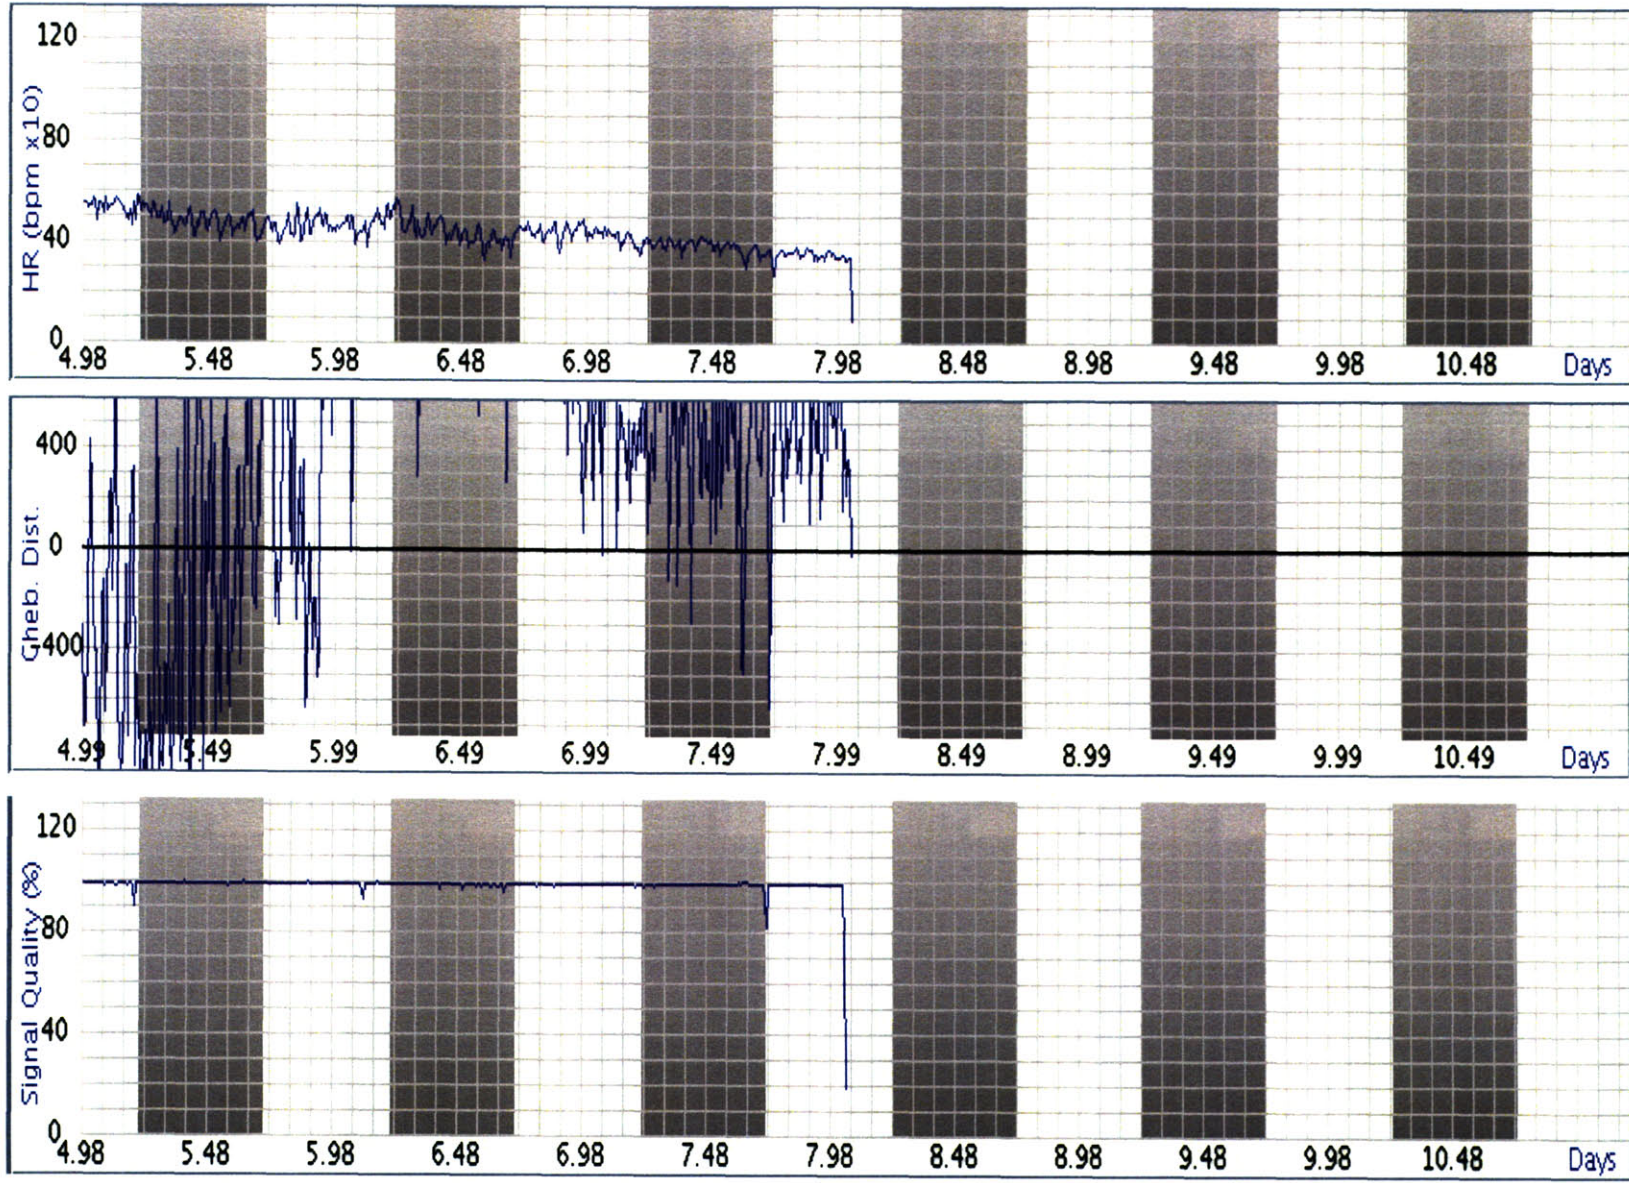 HR (bpm x10)
120
80
40
0
4.98 5.48 5.98 6.48 6.98 7.48 7.98 8.48 8.98 9.48 9.98 10.48 Days
Gheb. Dist.
400
0
-400
4.99 5.49 5.99 6.49 6.99 7.49 7.99 8.49 8.99 9.49 9.99 10.49 Days
Signal Quality (%)
120
80
40
0
4.98 5.48 5.98 6.48 6.98 7.48 7.98 8.48 8.98 9.48 9.98 10.48 Days